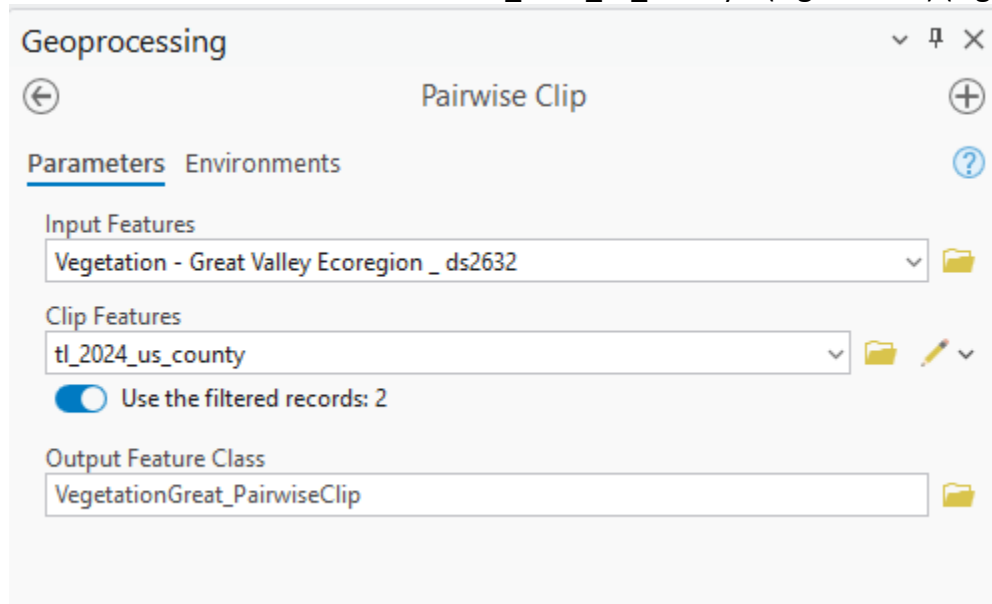 Geoprocessing
Pairwise Clip
Parameters Environments
Input Features
Vegetation - Great Valley Ecoregion _ ds2632
Clip Features
tl_2024_us_county
Use the filtered records: 2
Output Feature Class
VegetationGreat_PairwiseClip